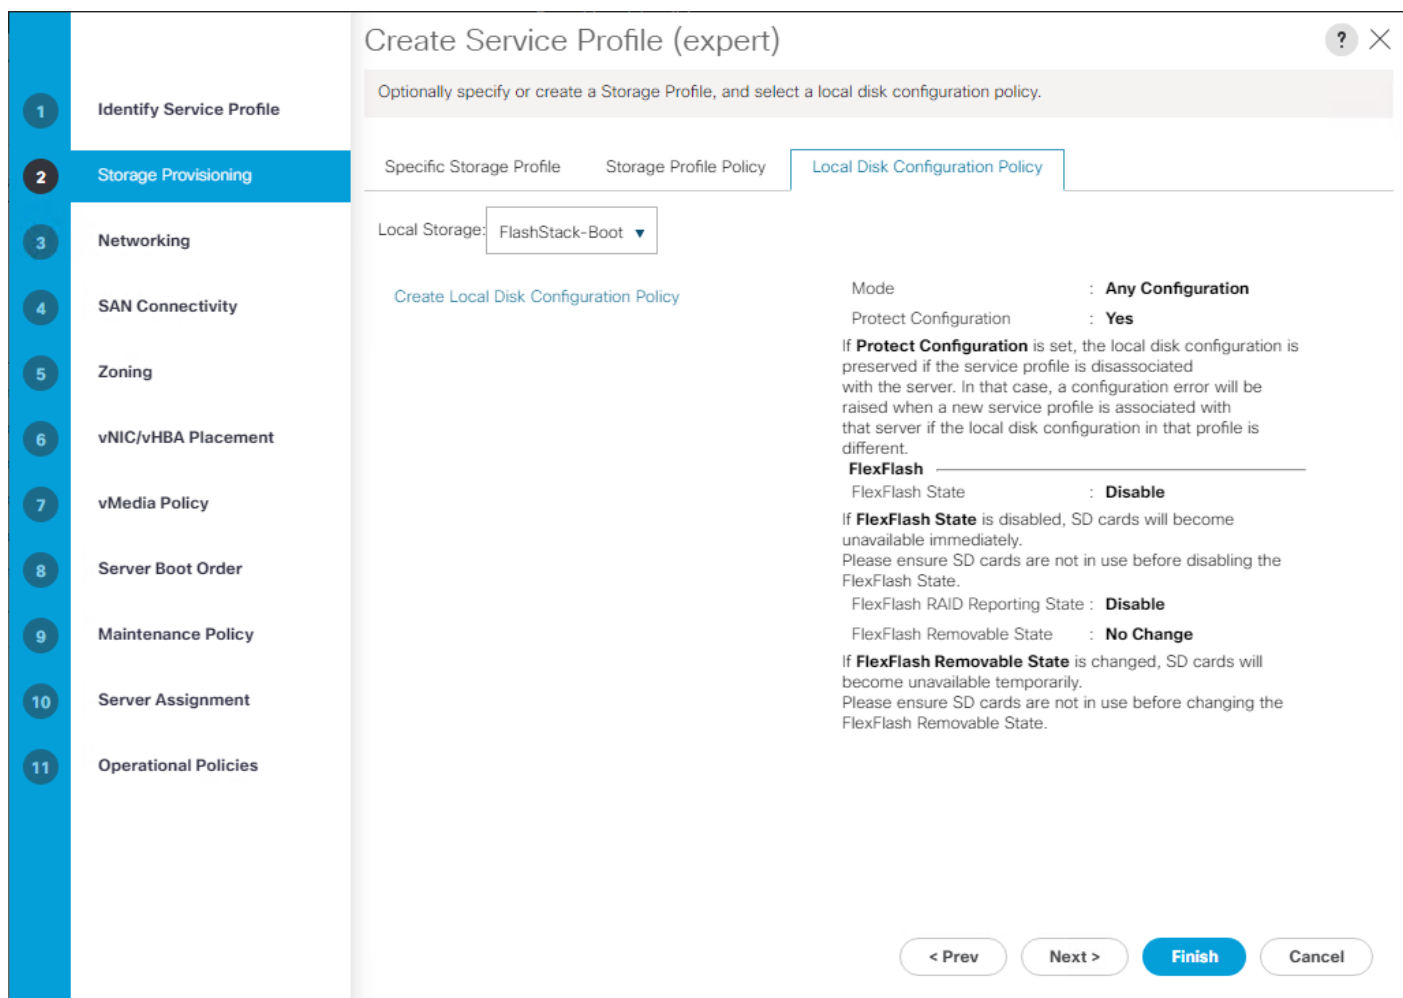 Create Service Profile (expert)
?
Optionally specify or create a Storage Profile, and select a local disk configuration policy.
1 Identify Service Profile
2 Storage Provisioning
3 Networking
4 SAN Connectivity
5 Zoning
6 vNIC/vHBA Placement
7 vMedia Policy
8 Server Boot Order
9 Maintenance Policy
10 Server Assignment
11 Operational Policies
Specific Storage Profile Storage Profile Policy Local Disk Configuration Policy
Local Storage: FlashStack-Boot
Create Local Disk Configuration Policy
Mode : Any Configuration
Protect Configuration : Yes
If Protect Configuration is set, the local disk configuration is
preserved if the service profile is disassociated
with the server. In that case, a configuration error will be
raised when a new service profile is associated with
that server if the local disk configuration in that profile is
different.
FlexFlash
FlexFlash State : Disable
If FlexFlash State is disabled, SD cards will become
unavailable immediately.
Please ensure SD cards are not in use before disabling the
FlexFlash State.
FlexFlash RAID Reporting State : Disable
FlexFlash Removable State : No Change
If FlexFlash Removable State is changed, SD cards will
become unavailable temporarily.
Please ensure SD cards are not in use before changing the
FlexFlash Removable State.
< Prev Next > Finish Cancel